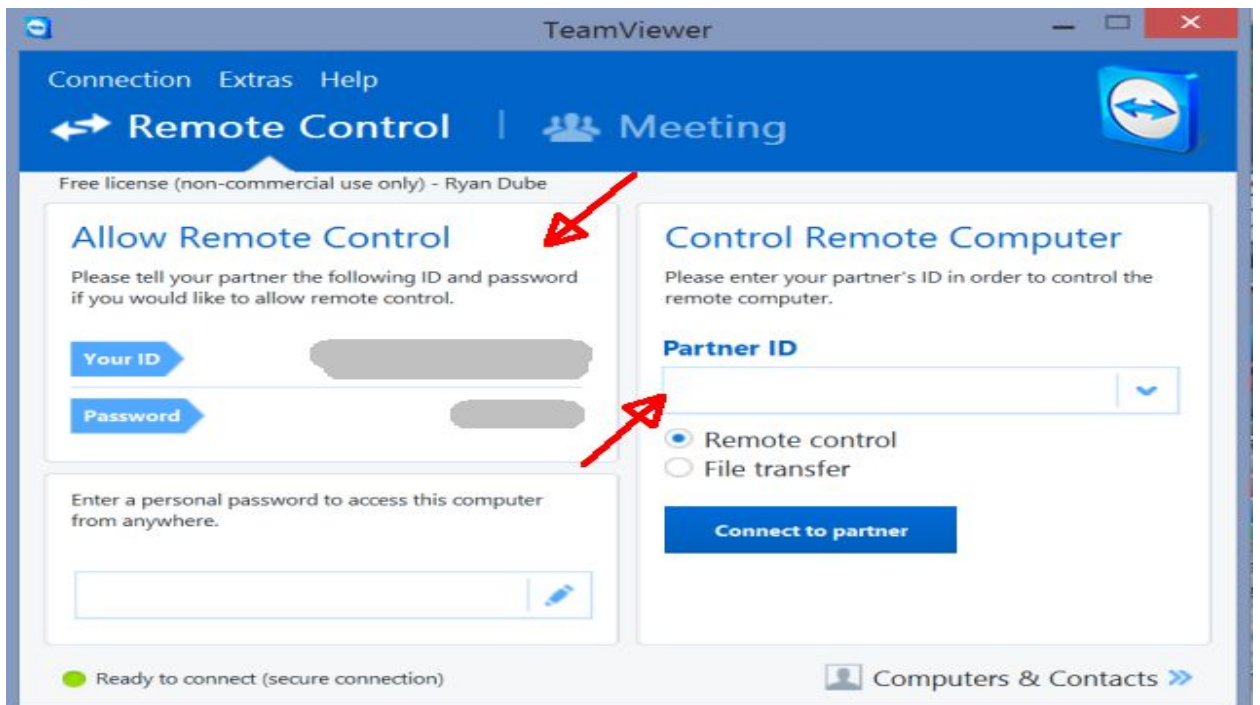 TeamViewer
Connection Extras Help
Remote Control Meeting
Free license (non-commercial use only) - Ryan Dube
Allow Remote Control
Please tell your partner the following ID and password
if you would like to allow remote control.
Your ID
Password
Enter a personal password to access this computer
from anywhere.
Control Remote Computer
Please enter your partner's ID in order to control the
remote computer.
Partner ID
Remote control
File transfer
Connect to partner
Ready to connect (secure connection)
Computers & Contacts